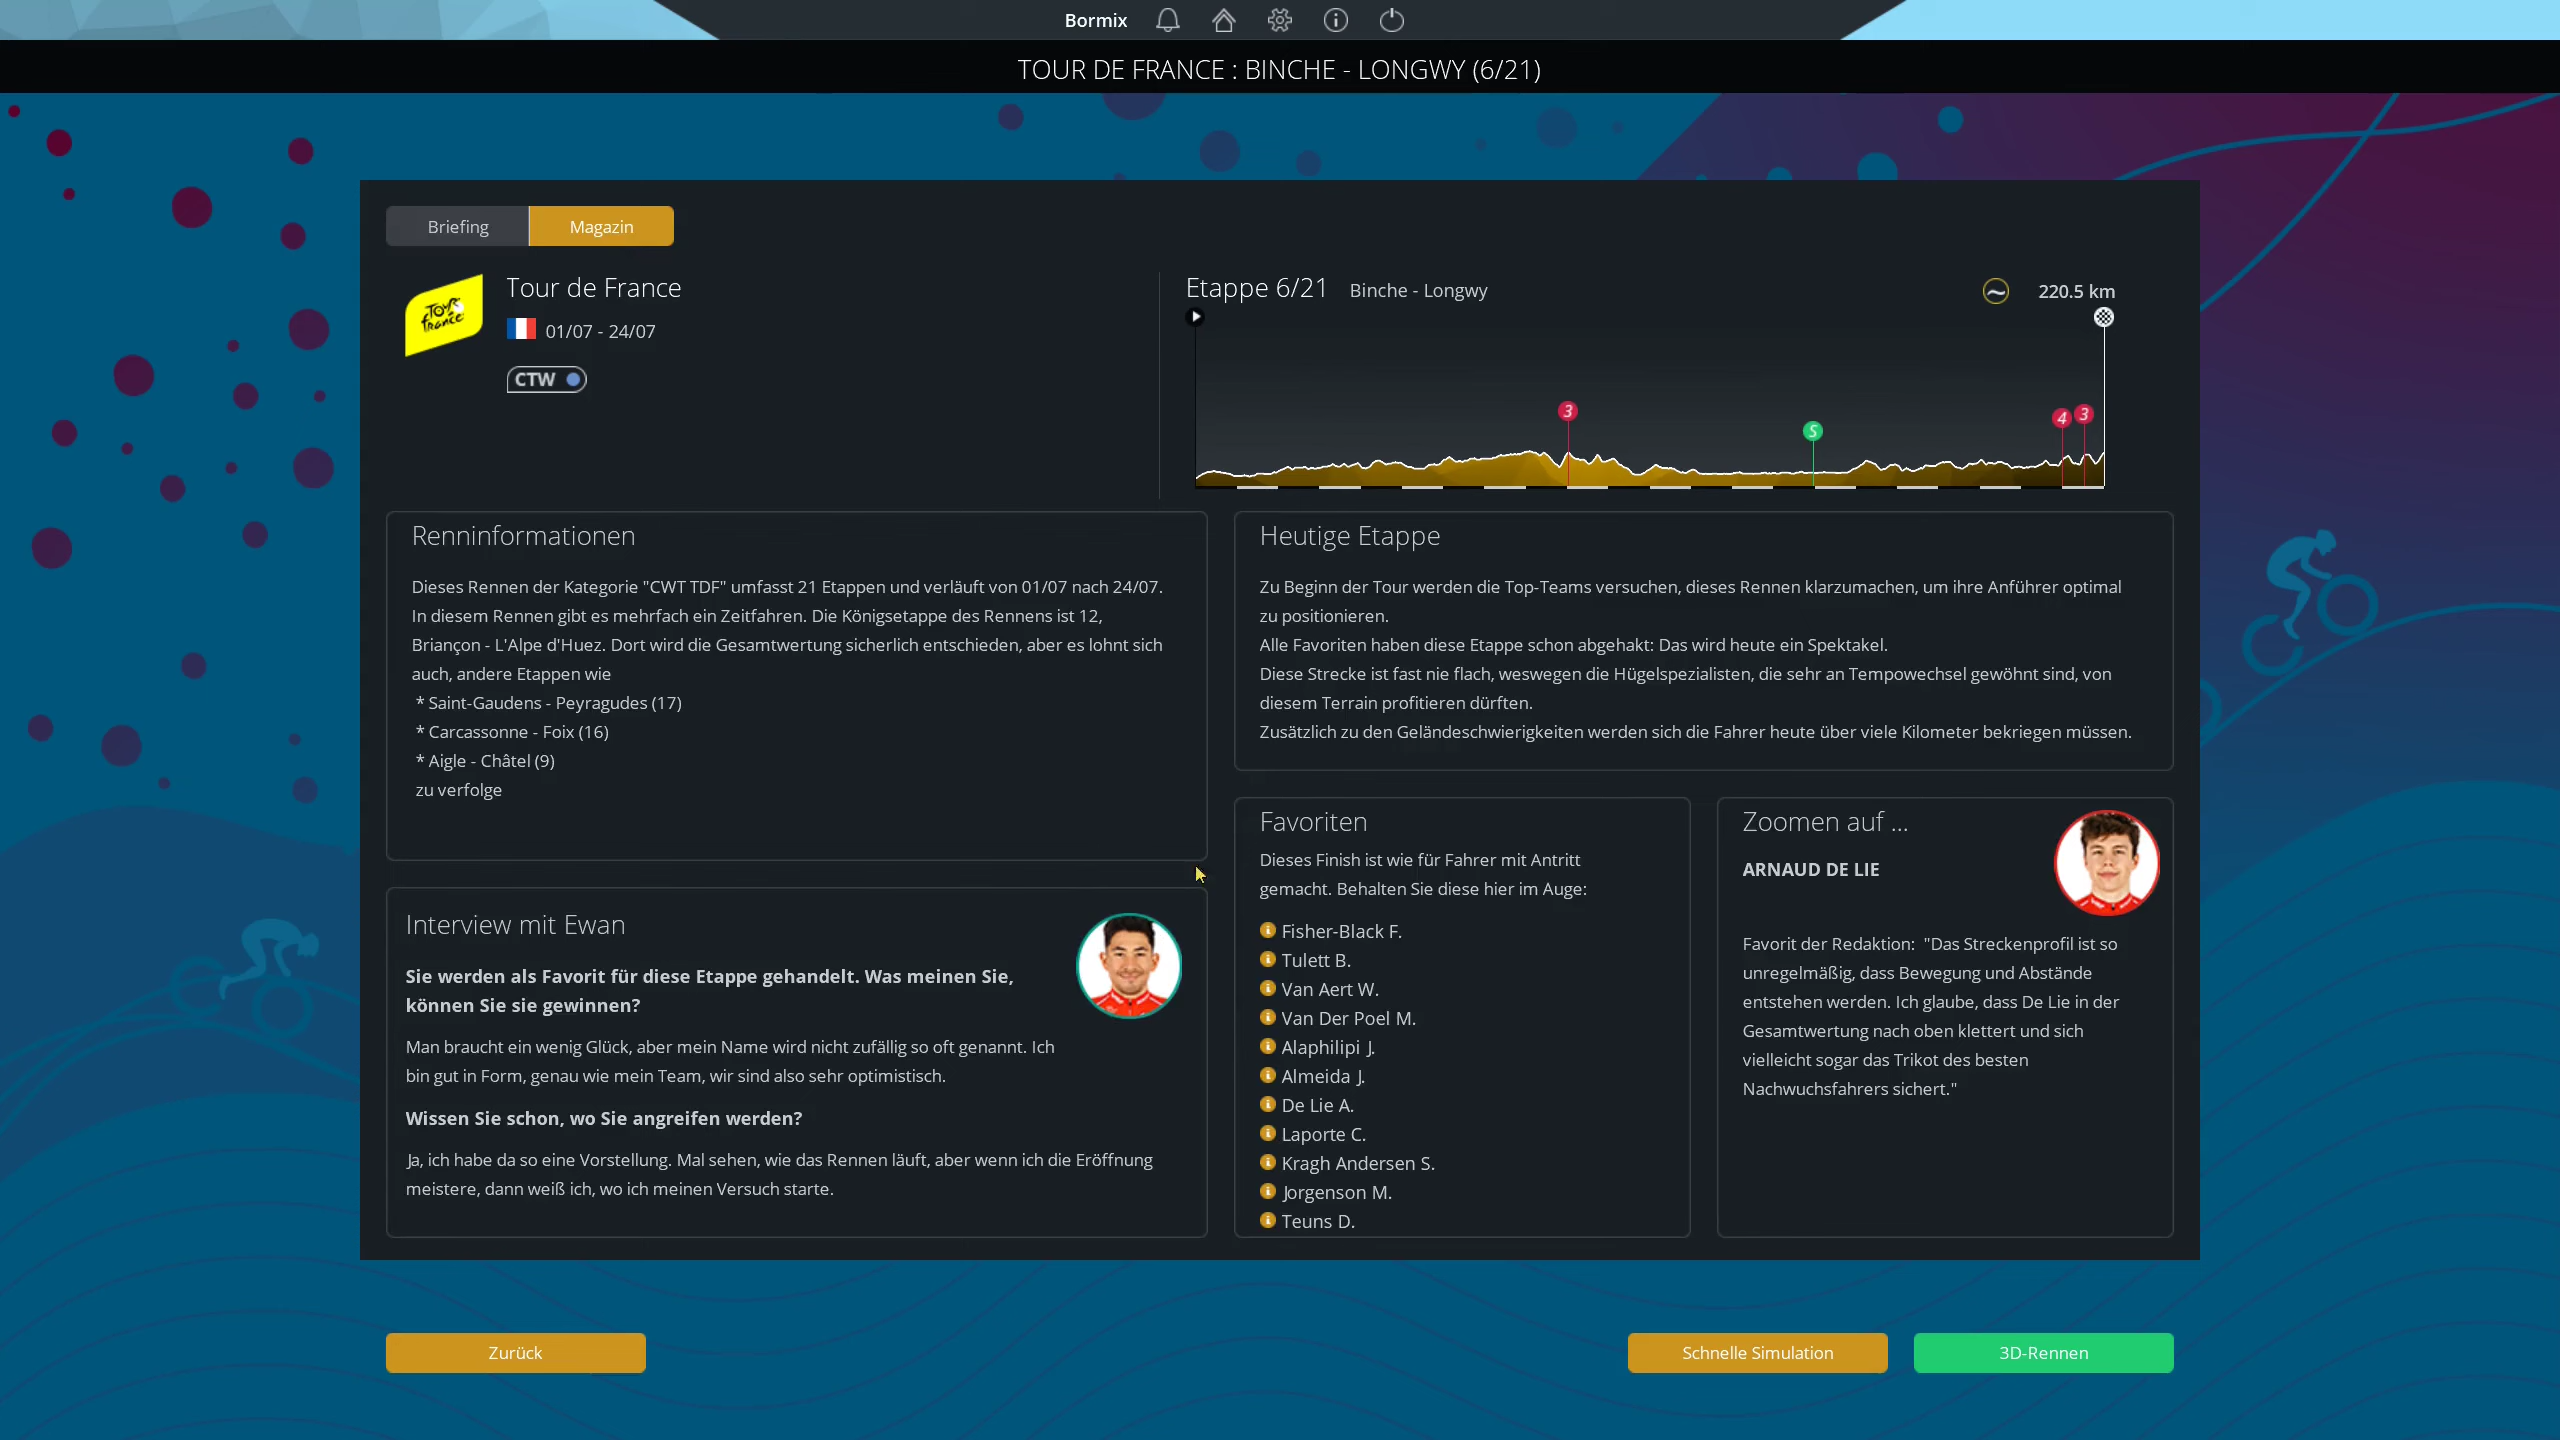 Bormix
TOUR DE FRANCE : BINCHE - LONGWY (6/21)
Briefing
Magazin
TOUR
france
Tour de France
01/07 - 24/07
CTW
Etappe 6/21
Binche - Longwy
220.5 km
3
S
4
3
Renninformationen
Dieses Rennen der Kategorie "CWT TDF" umfasst 21 Etappen und verläuft von 01/07 nach 24/07.
In diesem Rennen gibt es mehrfach ein Zeitfahren. Die Königsetappe des Rennens ist 12,
Briançon - L'Alpe d'Huez. Dort wird die Gesamtwertung sicherlich entschieden, aber es lohnt sich
auch, andere Etappen wie
* Saint-Gaudens - Peyragudes (17)
* Carcassonne - Foix (16)
* Aigle - Châtel (9)
zu verfolge
Heutige Etappe
Zu Beginn der Tour werden die Top-Teams versuchen, dieses Rennen klarzumachen, um ihre Anführer optimal
zu positionieren.
Alle Favoriten haben diese Etappe schon abgehakt: Das wird heute ein Spektakel.
Diese Strecke ist fast nie flach, weswegen die Hügelspezialisten, die sehr an Tempowechsel gewöhnt sind, von
diesem Terrain profitieren dürften.
Zusätzlich zu den Geländeschwierigkeiten werden sich die Fahrer heute über viele Kilometer bekriegen müssen.
Interview mit Ewan
Sie werden als Favorit für diese Etappe gehandelt. Was meinen Sie,
können Sie sie gewinnen?
Man braucht ein wenig Glück, aber mein Name wird nicht zufällig so oft genannt. Ich
bin gut in Form, genau wie mein Team, wir sind also sehr optimistisch.
Wissen Sie schon, wo Sie angreifen werden?
Ja, ich habe da so eine Vorstellung. Mal sehen, wie das Rennen läuft, aber wenn ich die Eröffnung
meistere, dann weiß ich, wo ich meinen Versuch starte.
Favoriten
Dieses Finish ist wie für Fahrer mit Antritt
gemacht. Behalten Sie diese hier im Auge:
Fisher-Black F.
Tulett B.
Van Aert W.
Van Der Poel M.
Alaphilipi J.
Almeida J.
De Lie A.
Laporte C.
Kragh Andersen S.
Jorgenson M.
Teuns D.
Zoomen auf ...
ARNAUD DE LIE
Favorit der Redaktion: "Das Streckenprofil ist so
unregelmäßig, dass Bewegung und Abstände
entstehen werden. Ich glaube, dass De Lie in der
Gesamtwertung nach oben klettert und sich
vielleicht sogar das Trikot des besten
Nachwuchsfahrers sichert."
Zurück
Schnelle Simulation
3D-Rennen